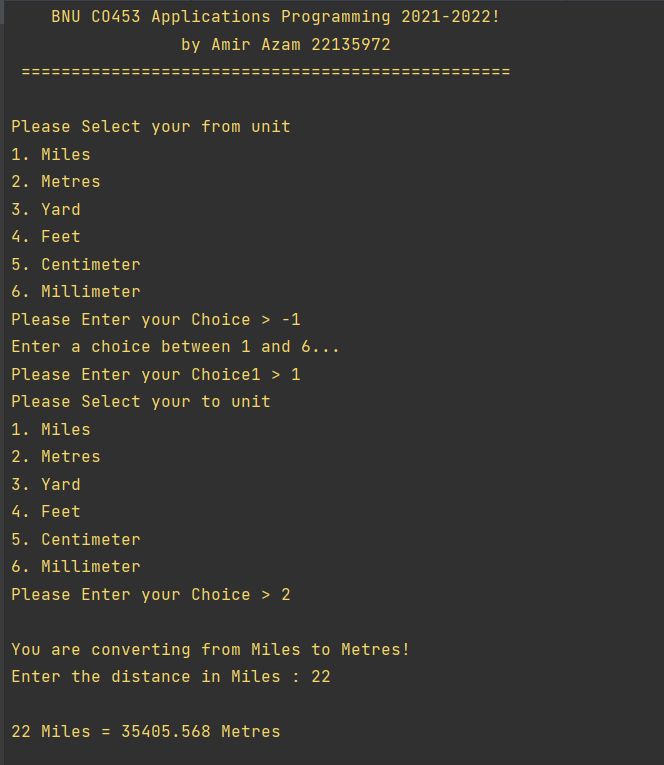 BNU CO453 Applications Programming 2021-2022!
by Amir Azam 22135972
=================================================
Please Select your from unit
1. Miles
2. Metres
3. Yard
4. Feet
5. Centimeter
6. Millimeter
Please Enter your Choice > -1
Enter a choice between 1 and 6...
Please Enter your Choice1 > 1
Please Select your to unit
1. Miles
2. Metres
3. Yard
4. Feet
5. Centimeter
6. Millimeter
Please Enter your Choice > 2
You are converting from Miles to Metres!
Enter the distance in Miles : 22
22 Miles = 35405.568 Metres